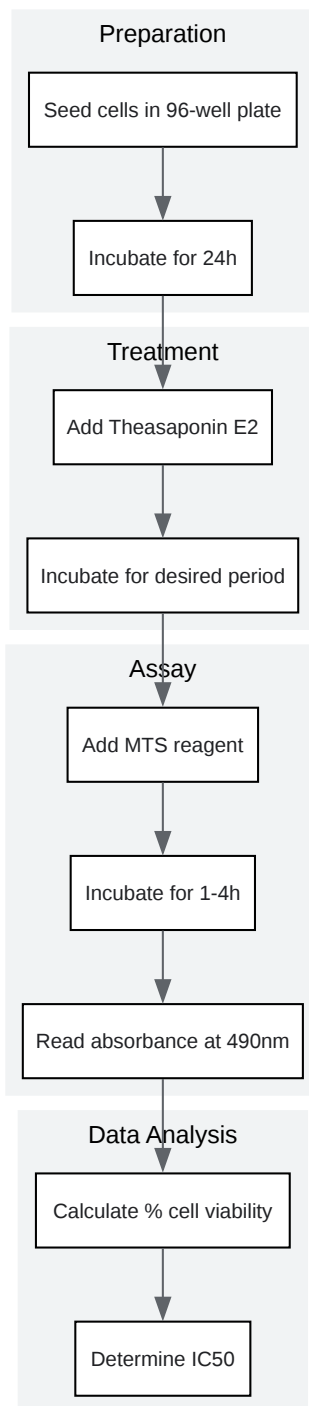 Preparation
Seed cells in 96-well plate
Incubate for 24h
Treatment
Add Theasaponin E2
Incubate for desired period
Assay
Add MTS reagent
Incubate for 1-4h
Read absorbance at 490nm
Data Analysis
Calculate % cell viability
Determine IC50